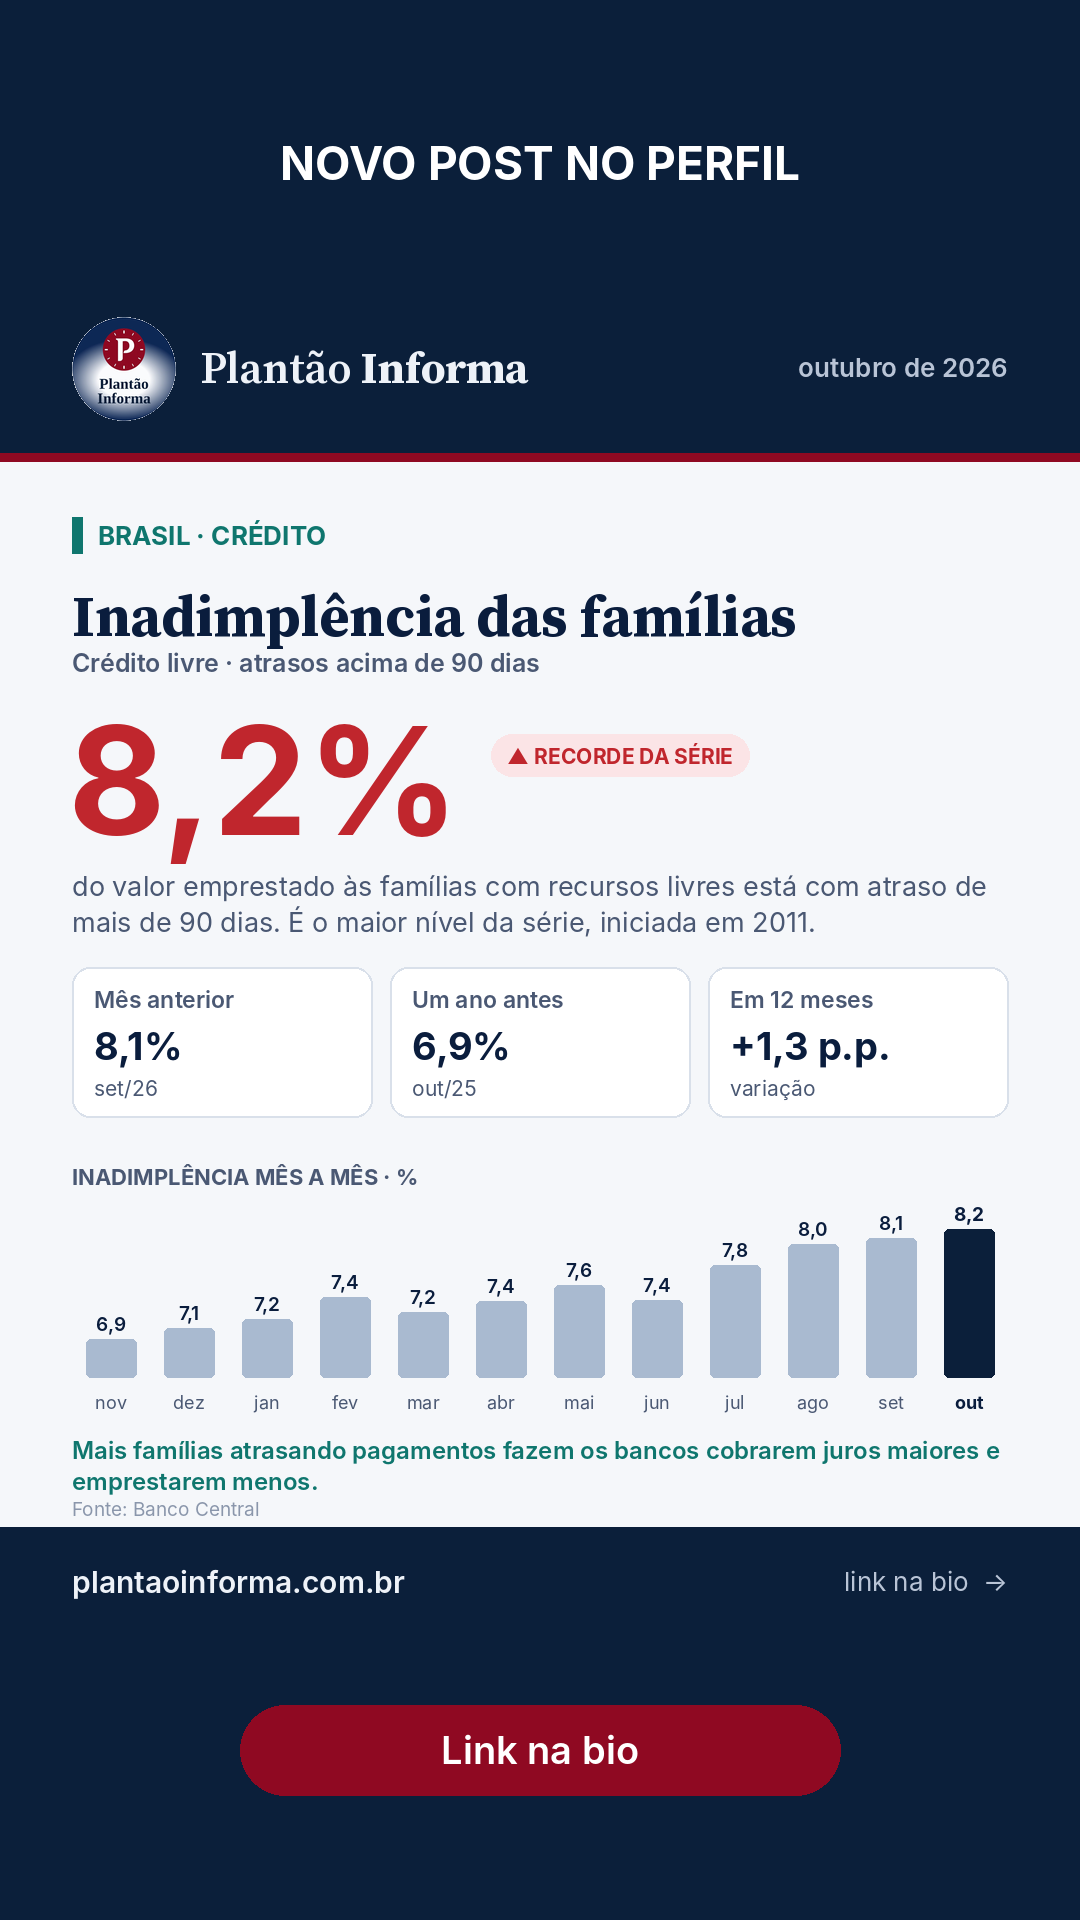 NOVO POST NO PERFIL
P
Plantão
Informa
Plantão Informa
outubro de 2026
BRASIL · CRÉDITO
Inadimplência das famílias
Crédito livre · atrasos acima de 90 dias
8,2%
▲ RECORDE DA SÉRIE
do valor emprestado às famílias com recursos livres está com atraso de
mais de 90 dias. É o maior nível da série, iniciada em 2011.
Mês anterior
8,1%
set/26
Um ano antes
6,9%
out/25
Em 12 meses
+1,3 p.p.
variação
INADIMPLÊNCIA MÊS A MÊS · %
6,9 7,1 7,2 7,4 7,2 7,4 7,6 7,4 7,8 8,0 8,1 8,2
nov dez jan fev mar abr mai jun jul ago set out
Mais famílias atrasando pagamentos fazem os bancos cobrarem juros maiores e
emprestarem menos.
Fonte: Banco Central
plantaoinforma.com.br
link na bio →
Link na bio